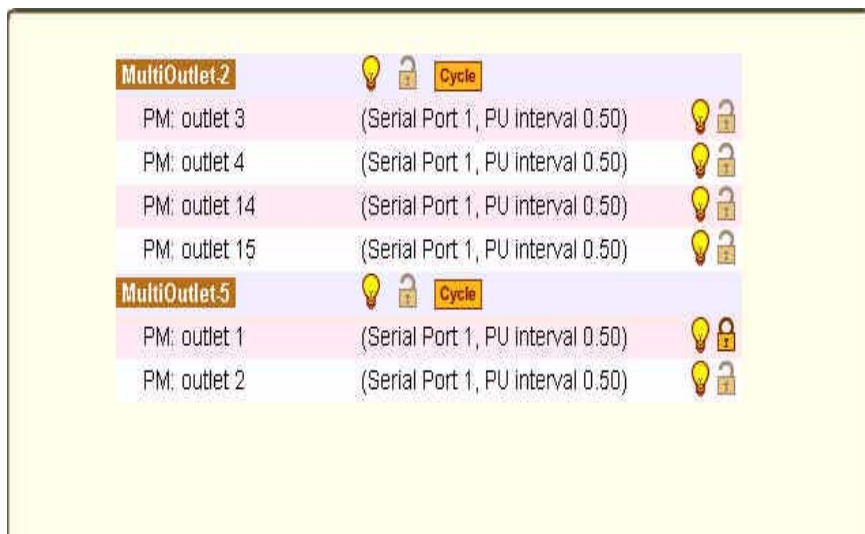 MultiOutlet-2 Cycle
PM: outlet 3 (Serial Port 1, PU interval 0.50)
PM: outlet 4 (Serial Port 1, PU interval 0.50)
PM: outlet 14 (Serial Port 1, PU interval 0.50)
PM: outlet 15 (Serial Port 1, PU interval 0.50)
MultiOutlet-5 Cycle
PM: outlet 1 (Serial Port 1, PU interval 0.50)
PM: outlet 2 (Serial Port 1, PU interval 0.50)